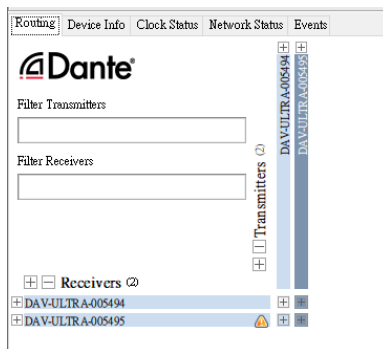 Routing Device Info Clock Status Network Status Events
Dante®
Filter Transmitters
Filter Receivers
Transmitters (2)
DAV-ULTRA-005494
DAV-ULTRA-005495
Receivers (2)
DAV-ULTRA-005494
DAV-ULTRA-005495